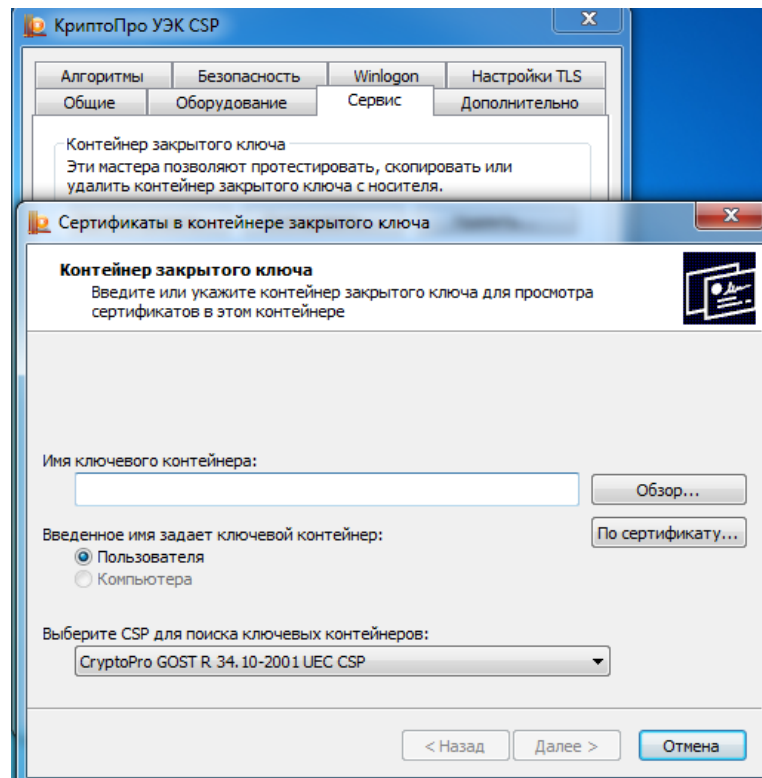 КриптоПро УЭК CSP
Алгоритмы Безопасность Winlogon Настройки TLS
Общие Оборудование Сервис Дополнительно
Контейнер закрытого ключа
Эти мастера позволяют протестировать, скопировать или
удалить контейнер закрытого ключа с носителя.
Сертификаты в контейнере закрытого ключа
Контейнер закрытого ключа
Введите или укажите контейнер закрытого ключа для просмотра
сертификатов в этом контейнере
Имя ключевого контейнера:
Обзор...
Введенное имя задает ключевой контейнер:
По сертификату...
Пользователя
Компьютера
Выберите CSP для поиска ключевых контейнеров:
CryptoPro GOST R 34.10-2001 UEC CSP
< Назад Далее > Отмена